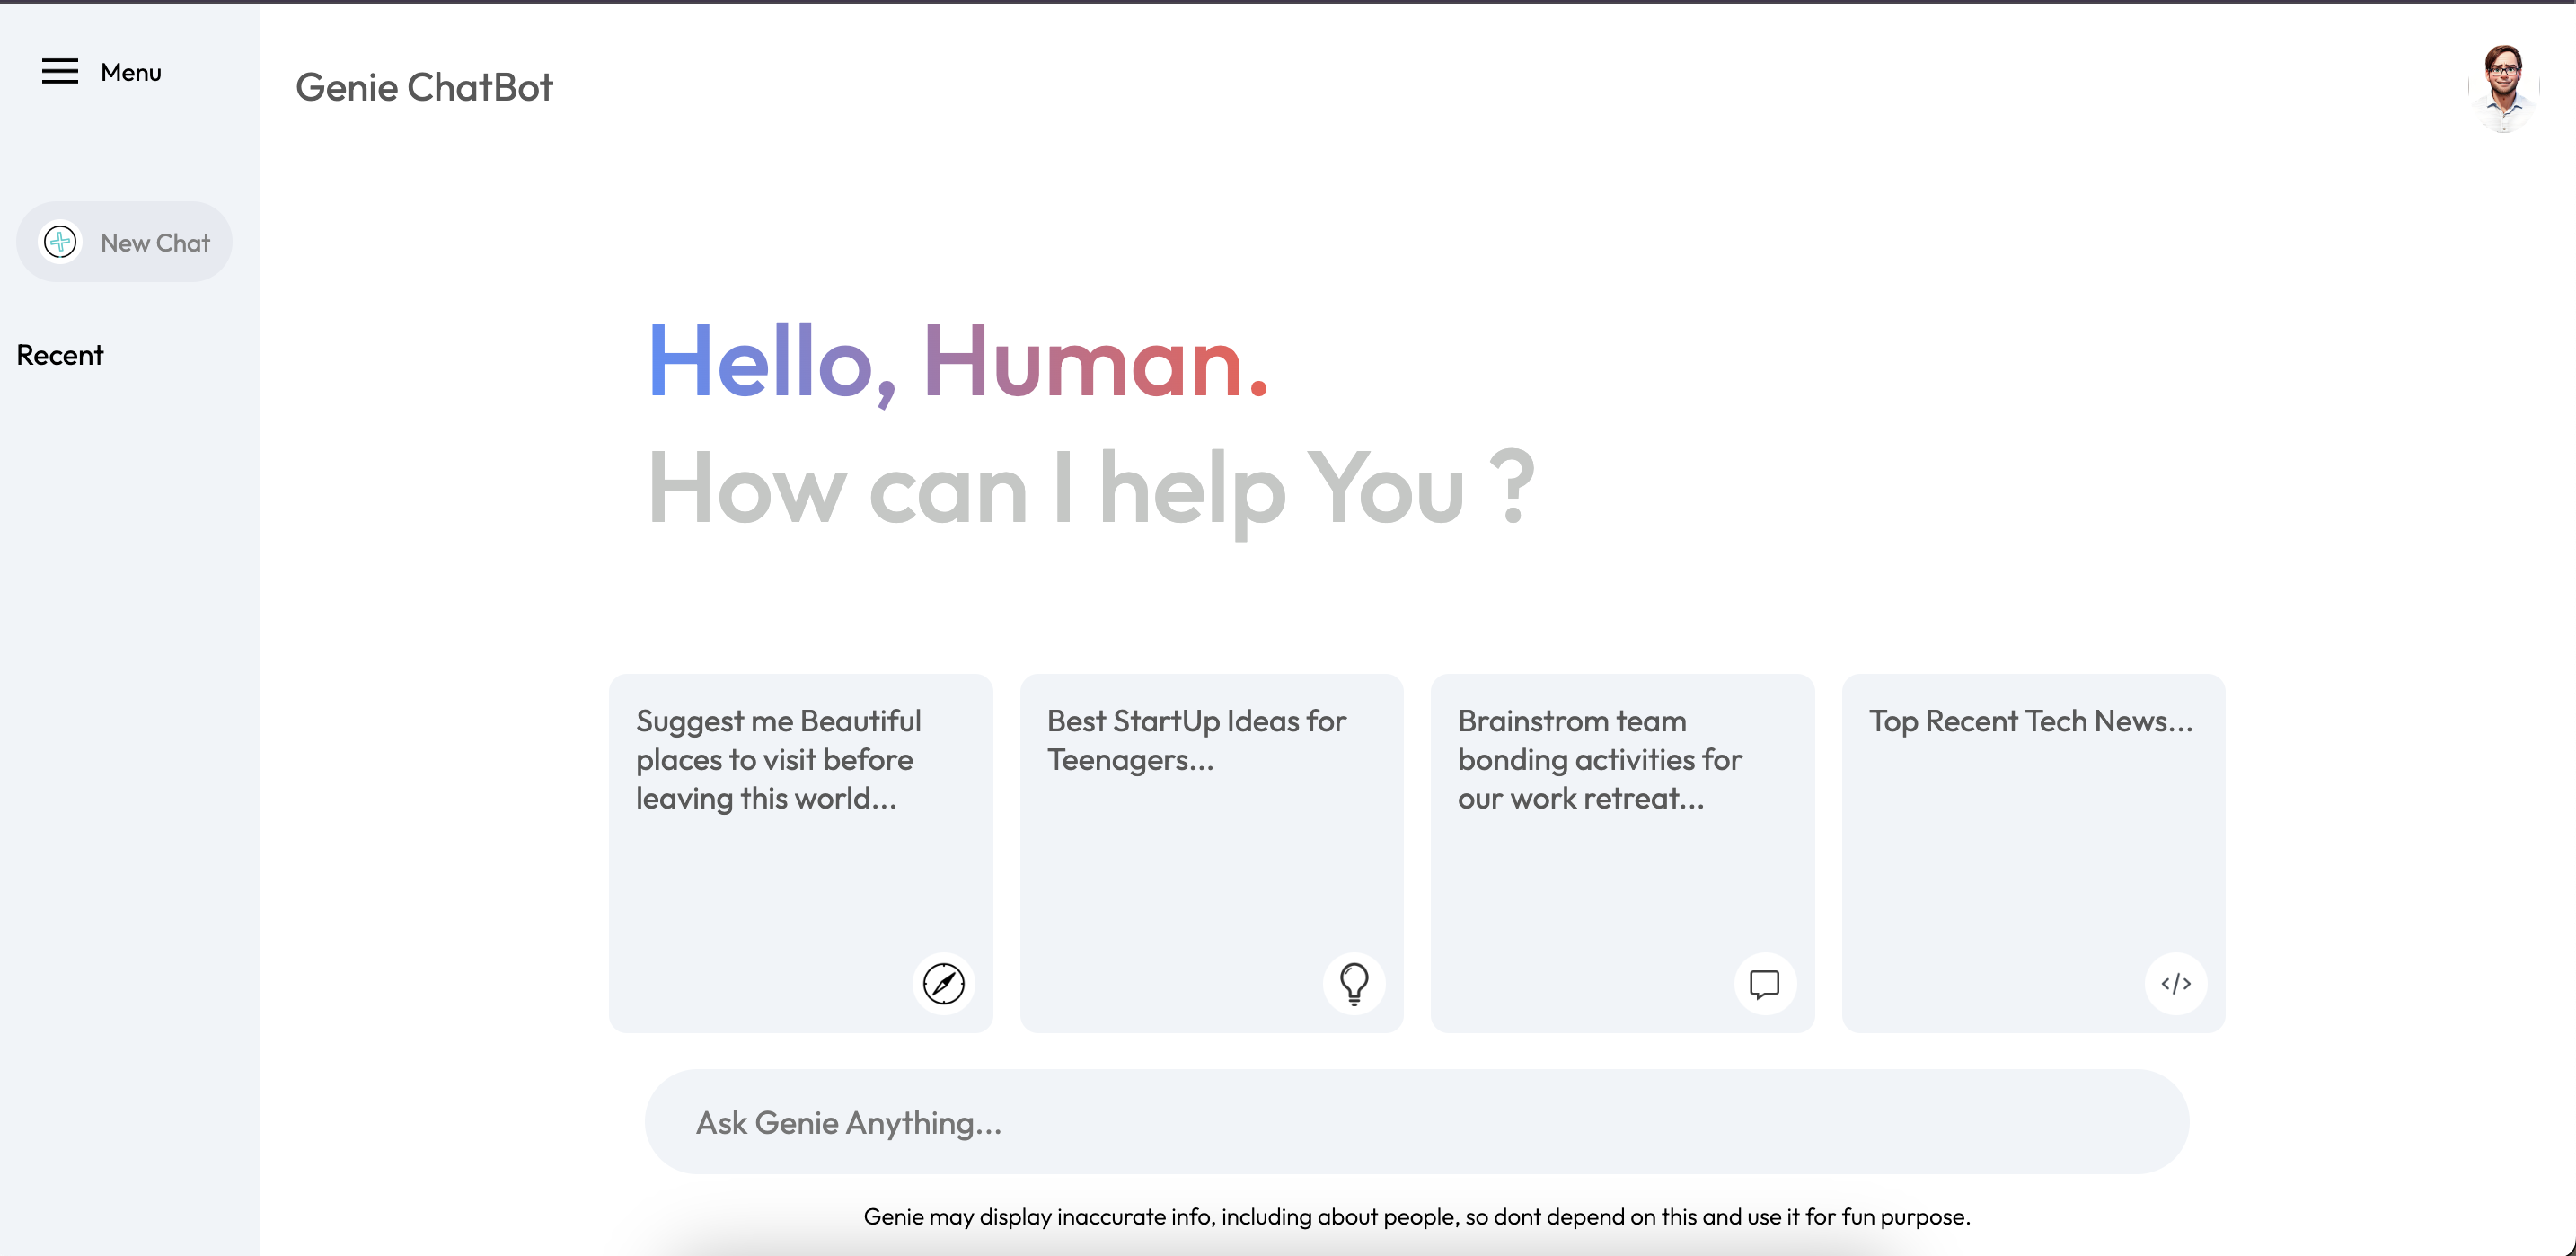 Menu
Genie ChatBot
New Chat
Recent
Hello, Human.
How can I help You ?
Suggest me Beautiful
places to visit before
leaving this world...
Best StartUp Ideas for
Teenagers...
Brainstrom team
bonding activities for
our work retreat...
Top Recent Tech News...
</>
Ask Genie Anything...
Genie may display inaccurate info, including about people, so dont depend on this and use it for fun purpose.